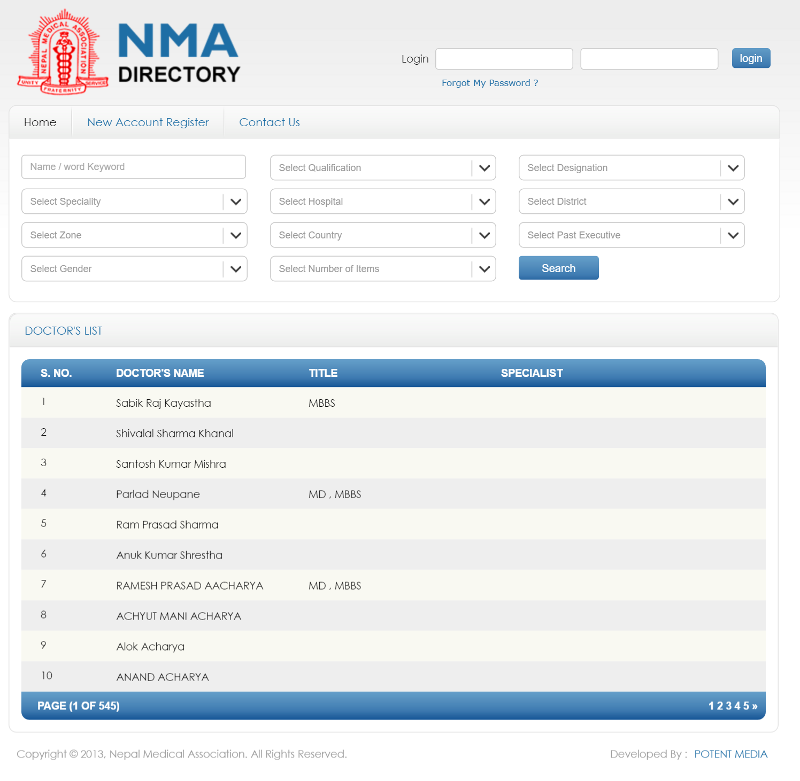 NEPAL MEDICAL ASSOCIATION
UNITY FRATERNITY SERVICE
NMA
DIRECTORY
Login login
Forgot My Password ?
Home New Account Register Contact Us
Name / word Keyword Select Qualification Select Designation
Select Speciality Select Hospital Select District
Select Zone Select Country Select Past Executive
Select Gender Select Number of Items Search
DOCTOR'S LIST
S. NO. DOCTOR'S NAME TITLE SPECIALIST
1 Sabik Raj Kayastha MBBS
2 Shivalal Sharma Khanal
3 Santosh Kumar Mishra
4 Parlad Neupane MD , MBBS
5 Ram Prasad Sharma
6 Anuk Kumar Shrestha
7 RAMESH PRASAD AACHARYA MD , MBBS
8 ACHYUT MANI ACHARYA
9 Alok Acharya
10 ANAND ACHARYA
PAGE (1 OF 545) 1 2 3 4 5 »
Copyright © 2013, Nepal Medical Association. All Rights Reserved. Developed By : POTENT MEDIA